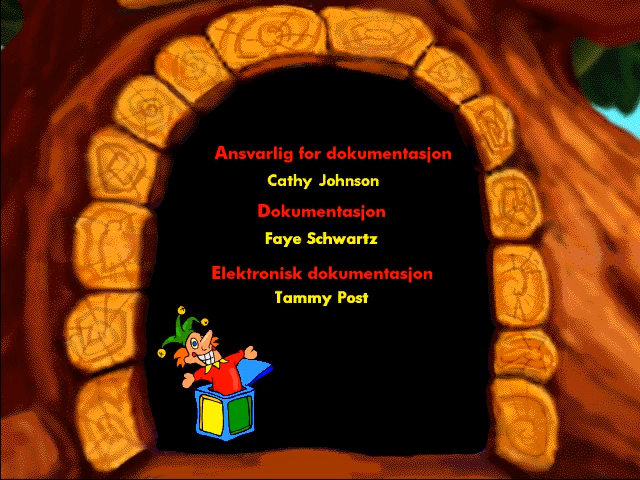 Ansvarlig for dokumentasjon
Cathy Johnson
Dokumentasjon
Faye Schwartz
Elektronisk dokumentasjon
Tammy Post